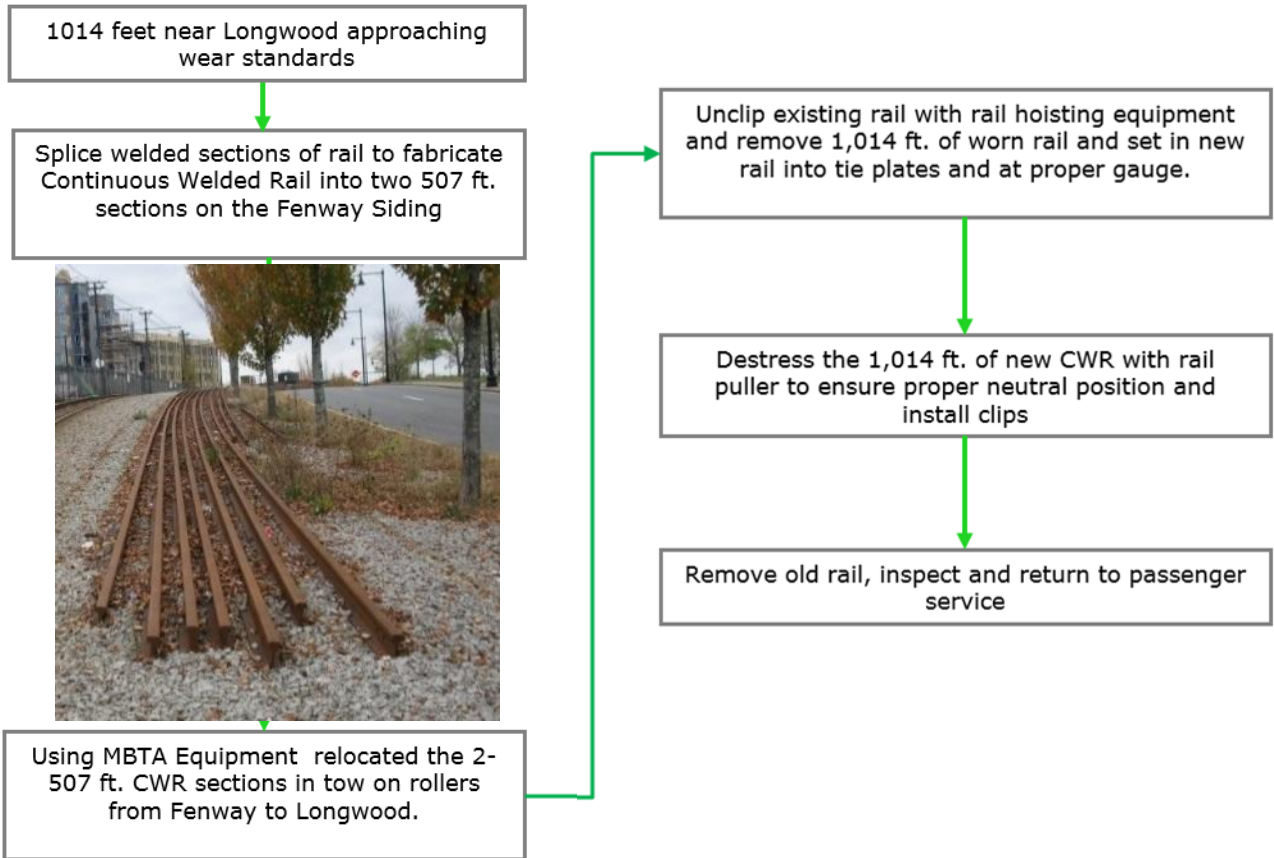 1014 feet near Longwood approaching
wear standards
Splice welded sections of rail to fabricate
Continuous Welded Rail into two 507 ft.
sections on the Fenway Siding
Using MBTA Equipment relocated the 2-
507 ft. CWR sections in tow on rollers
from Fenway to Longwood.
Unclip existing rail with rail hoisting equipment
and remove 1,014 ft. of worn rail and set in new
rail into tie plates and at proper gauge.
Destress the 1,014 ft. of new CWR with rail
puller to ensure proper neutral position and
install clips
Remove old rail, inspect and return to passenger
service